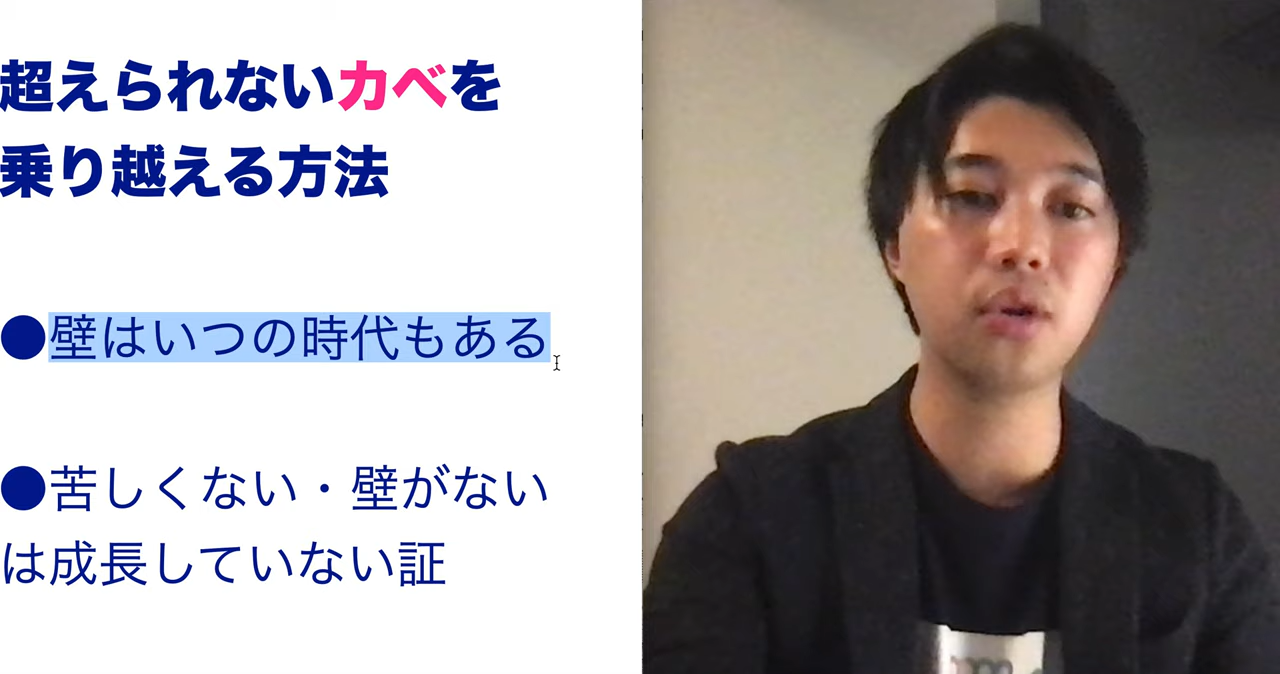 超えられないカベを
乗り越える方法
●壁はいつの時代もある
●苦しくない・壁がない
は成長していない証